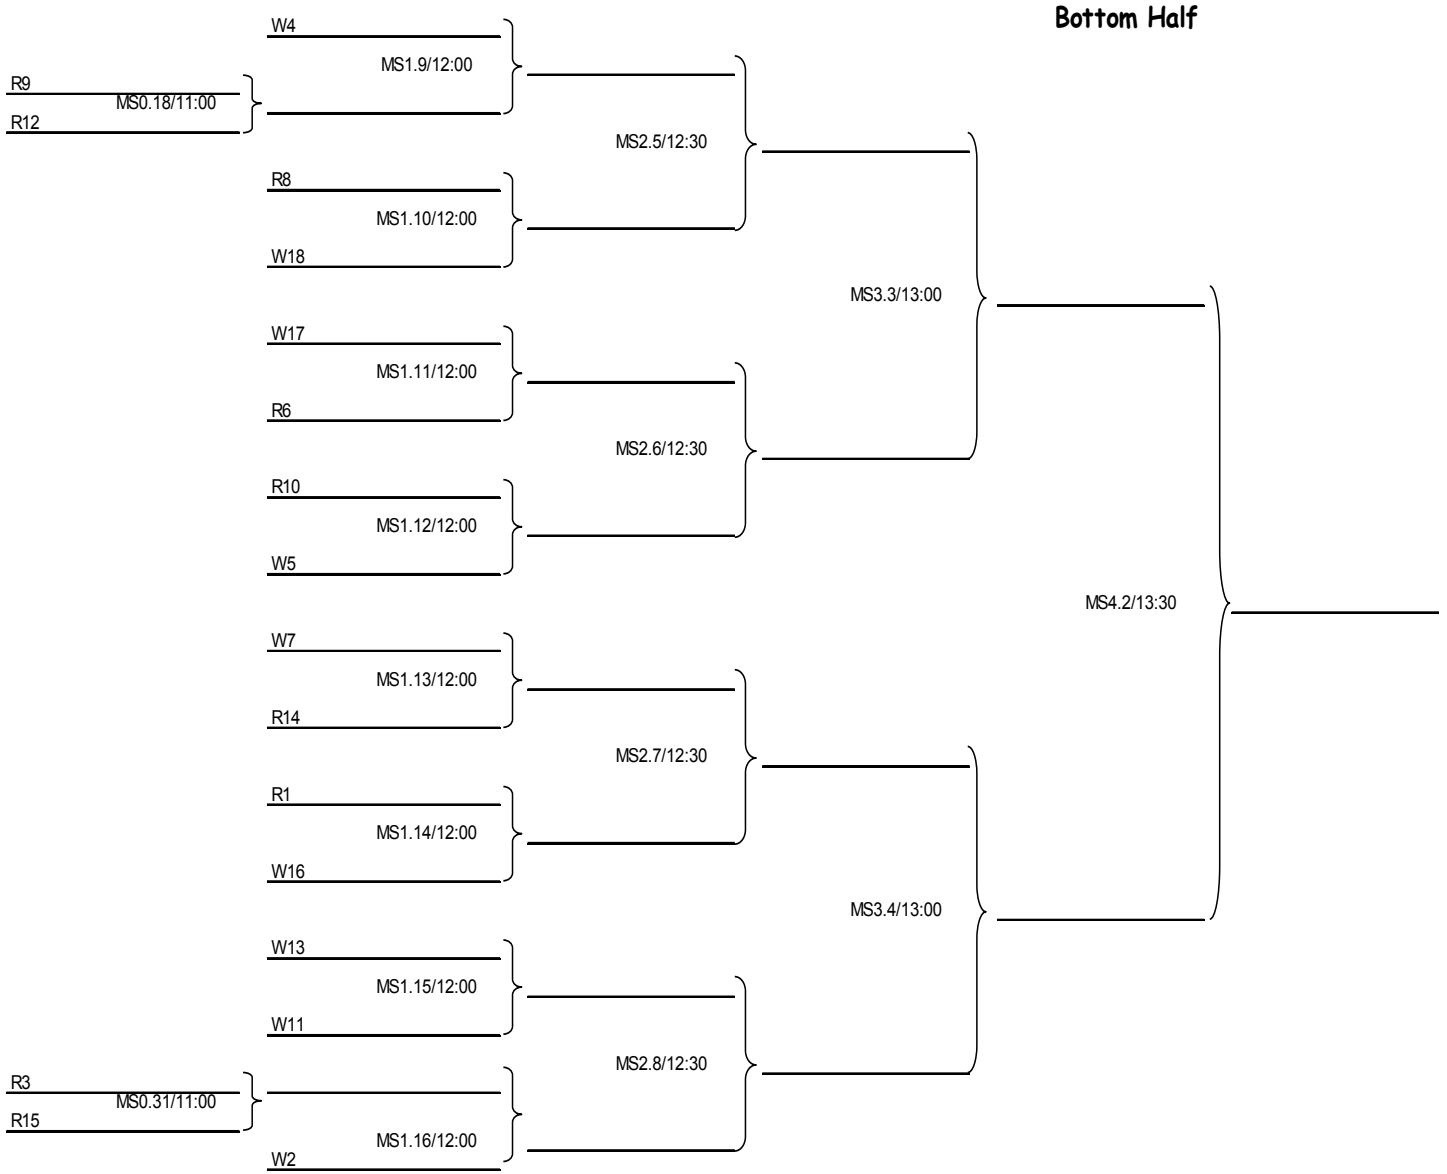 Bottom Half
W4
MS1.9/12:00
R9
MS0.18/11:00
R12
MS2.5/12:30
R8
MS1.10/12:00
W18
MS3.3/13:00
W17
MS1.11/12:00
R6
MS2.6/12:30
R10
MS1.12/12:00
W5
MS4.2/13:30
W7
MS1.13/12:00
R14
MS2.7/12:30
R1
MS1.14/12:00
W16
MS3.4/13:00
W13
MS1.15/12:00
W11
MS2.8/12:30
R3
MS0.31/11:00
R15
MS1.16/12:00
W2